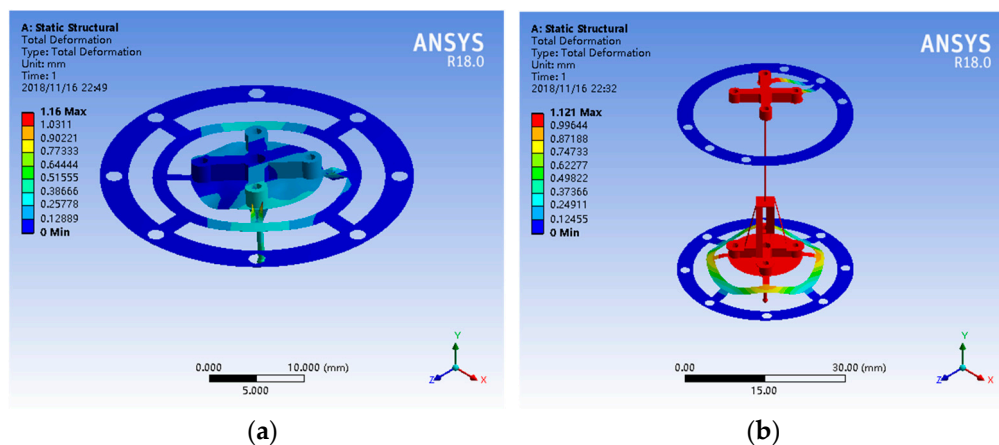 A: Static Structural
Total Deformation
Type: Total Deformation
Unit: mm
Time: 1
2018/11/16 22:49
ANSYS
R18.0
1.16 Max
1.0311
0.90221
0.77333
0.64444
0.51555
0.38666
0.25778
0.12889
0 Min
0.000
10.000 (mm)
5.000
Y
Z
X
(a)
A: Static Structural
Total Deformation
Type: Total Deformation
Unit: mm
Time: 1
2018/11/16 22:32
ANSYS
R18.0
1.121 Max
0.99644
0.87188
0.74733
0.62277
0.49822
0.37366
0.24911
0.12455
0 Min
0.00
30.00 (mm)
15.00
Y
Z
X
(b)